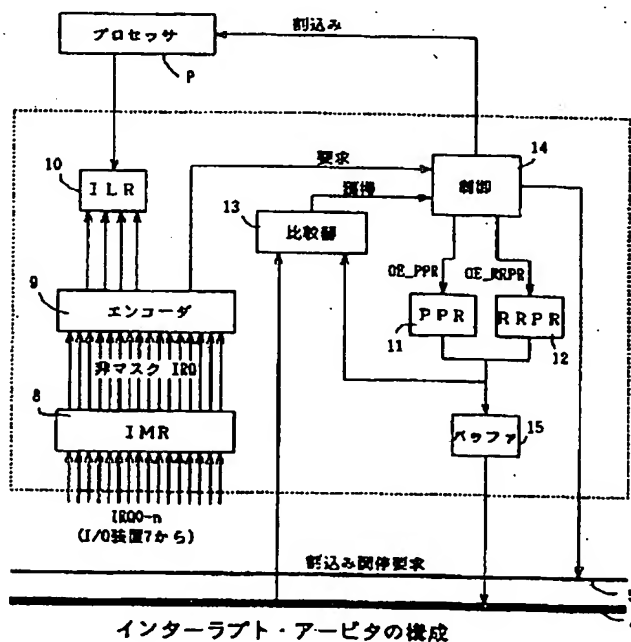 プロセッサ
P
割込み
10
ILR
要求
14
制御
獲得
13
比較器
OE_PPR
OE_RRPR
9
エンコーダ
PPR
11
RRPR
12
非マスク IRQ
8
IMR
バッファ
15
IRQ0-n
(I/O装置7から)
割込み調停要求
インターラプト・アービタの構成